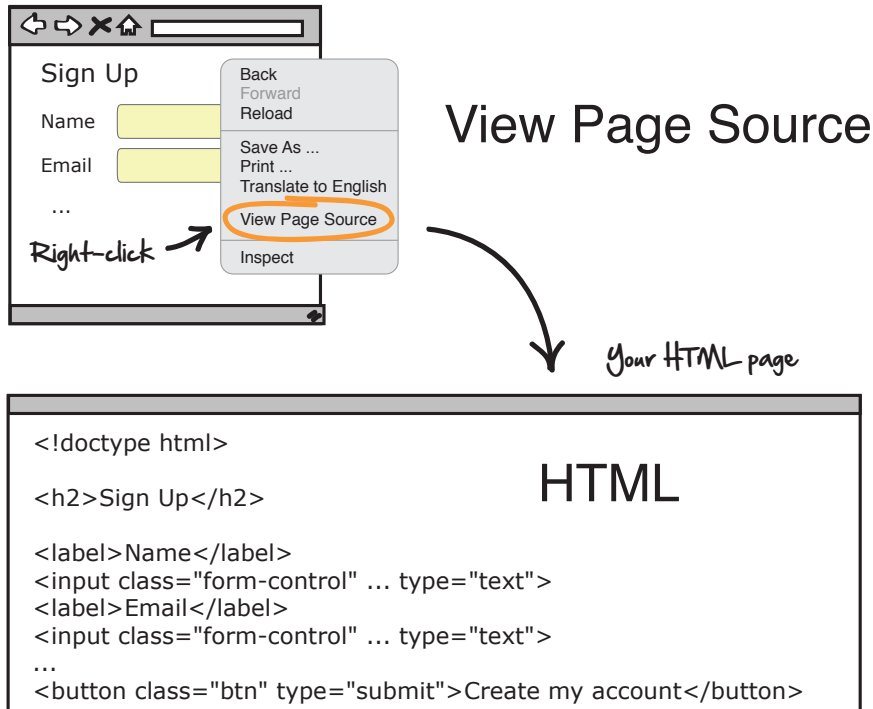 Sign Up
Name
Email
...
Right-click
Back
Forward
Reload
Save As ...
Print ...
Translate to English
View Page Source
Inspect
View Page Source
Your HTML page
HTML
<!doctype html>
<h2>Sign Up</h2>
<label>Name</label>
<input class="form-control" ... type="text">
<label>Email</label>
<input class="form-control" ... type="text">
...
<button class="btn" type="submit">Create my account</button>